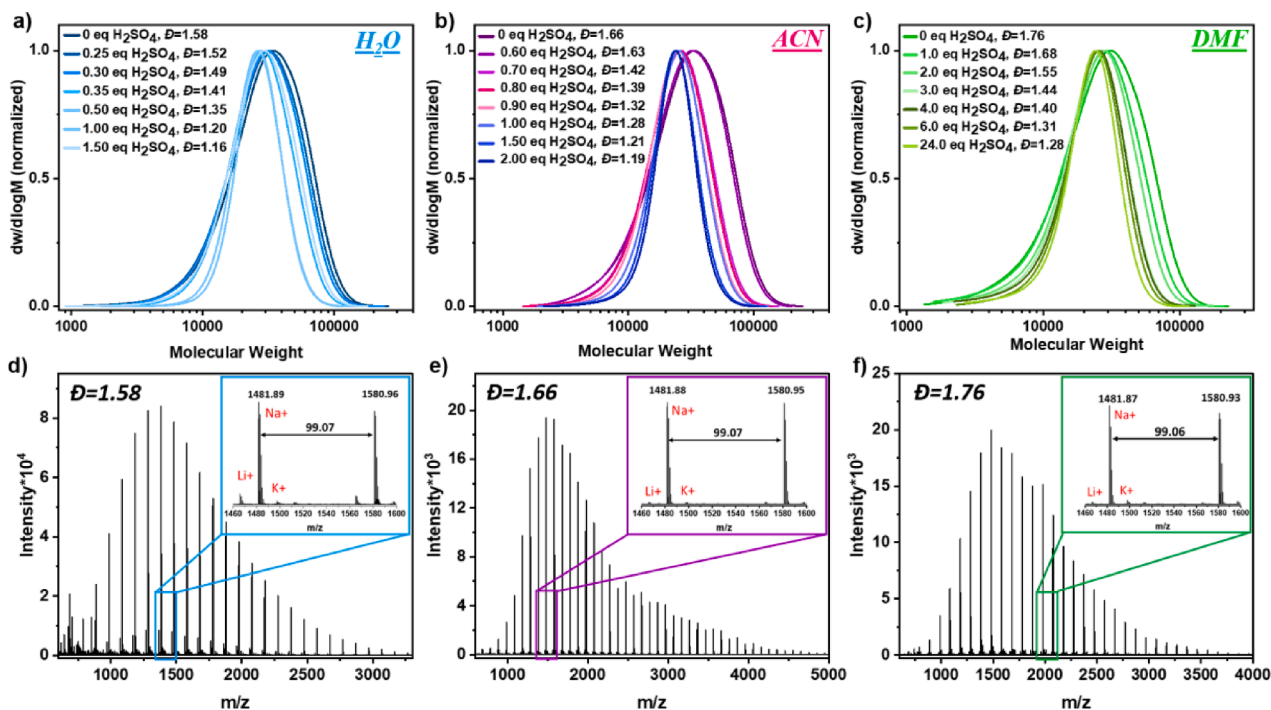 a)
H2O
0 eq H2SO4, Đ=1.58
0.25 eq H2SO4, Đ=1.52
0.30 eq H2SO4, Đ=1.49
0.35 eq H2SO4, Đ=1.41
0.50 eq H2SO4, Đ=1.35
1.00 eq H2SO4, Đ=1.20
1.50 eq H2SO4, Đ=1.16
dw/dlogM (normalized)
1.0
0.5
0.0
1000 10000 100000
Molecular Weight
b)
ACN
0 eq H2SO4, Đ=1.66
0.60 eq H2SO4, Đ=1.63
0.70 eq H2SO4, Đ=1.42
0.80 eq H2SO4, Đ=1.39
0.90 eq H2SO4, Đ=1.32
1.00 eq H2SO4, Đ=1.28
1.50 eq H2SO4, Đ=1.21
2.00 eq H2SO4, Đ=1.19
dw/dlogM (normalized)
1.0
0.5
0.0
1000 10000 100000
Molecular Weight
c)
DMF
0 eq H2SO4, Đ=1.76
1.0 eq H2SO4, Đ=1.68
2.0 eq H2SO4, Đ=1.55
3.0 eq H2SO4, Đ=1.44
4.0 eq H2SO4, Đ=1.40
6.0 eq H2SO4, Đ=1.31
24.0 eq H2SO4, Đ=1.28
dw/dlogM (normalized)
1.0
0.5
0.0
1000 10000 100000
Molecular Weight
d)
Đ=1.58
1481.89 1580.96
Na+
99.07
Li+
K+
1460 1480 1500 1520 1540 1560 1580 1600
m/z
Intensity*10^4
8
6
4
2
0
1000 1500 2000 2500 3000
m/z
e)
Đ=1.66
1481.88 1580.95
Na+
99.07
Li+
K+
1460 1480 1500 1520 1540 1560 1580 1600
m/z
Intensity*10^3
20
16
12
8
4
0
1000 2000 3000 4000 5000
m/z
f)
Đ=1.76
1481.87 1580.93
Na+
99.06
Li+
K+
1460 1480 1500 1520 1540 1560 1580 1600
m/z
Intensity*10^3
25
20
15
10
5
0
1000 1500 2000 2500 3000 3500 4000
m/z